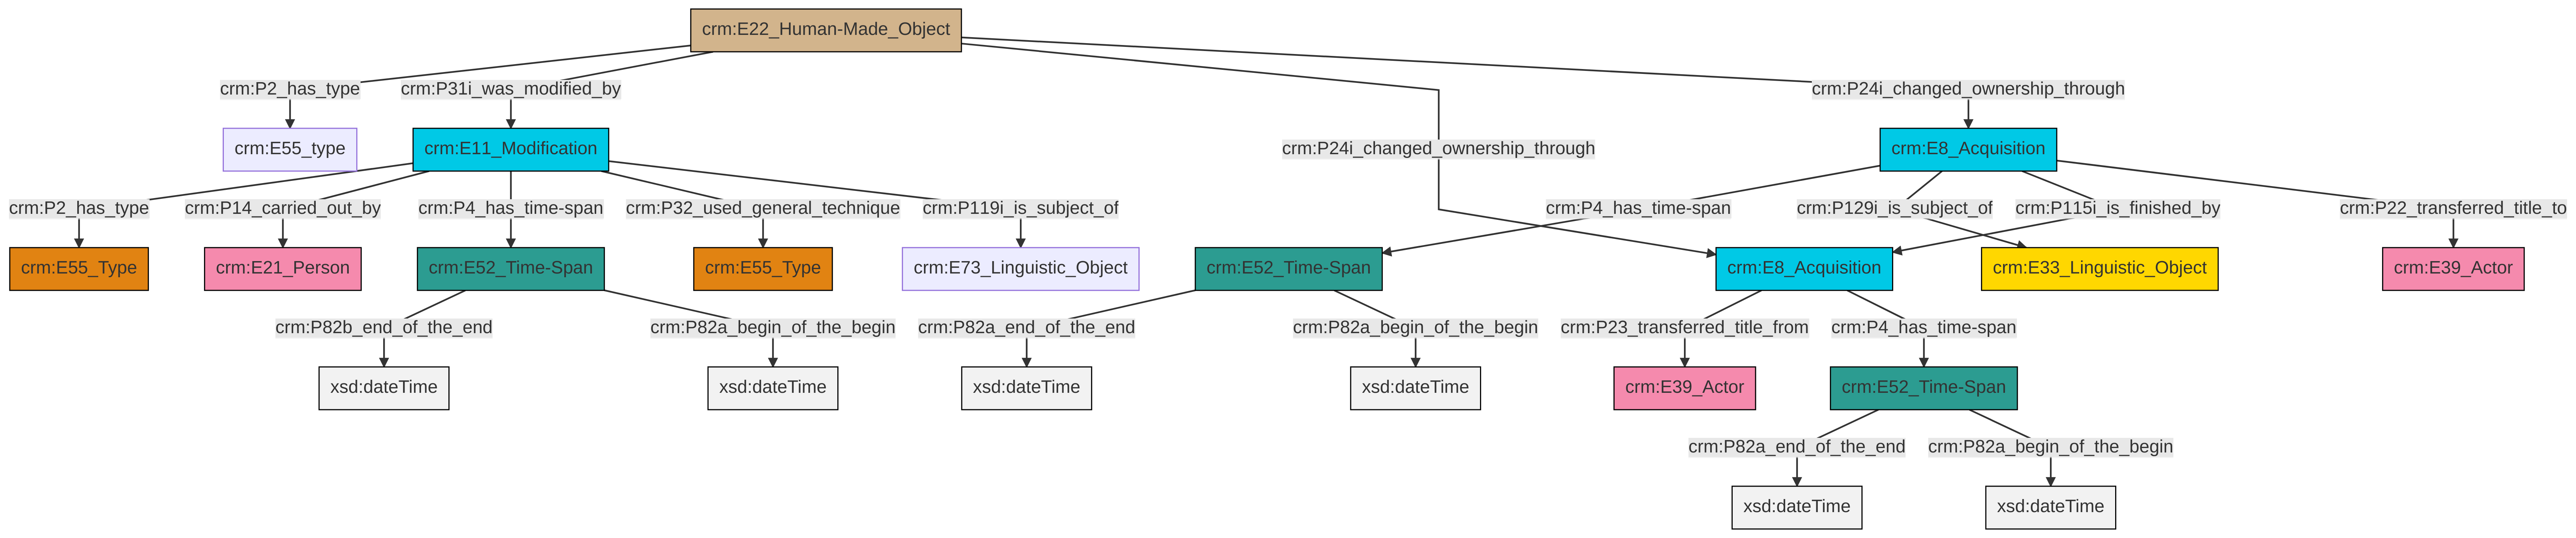 crm:E22_Human-Made_Object
crm:P2_has_type
crm:P31i_was_modified_by
crm:P24i_changed_ownership_through
crm:P24i_changed_ownership_through
crm:E55_type
crm:E11_Modification
crm:E8_Acquisition
crm:P2_has_type
crm:P14_carried_out_by
crm:P4_has_time-span
crm:P32_used_general_technique
crm:P119i_is_subject_of
crm:P4_has_time-span
crm:P129i_is_subject_of
crm:P115i_is_finished_by
crm:P22_transferred_title_to
crm:E55_Type
crm:E21_Person
crm:E52_Time-Span
crm:E55_Type
crm:E73_Linguistic_Object
crm:E52_Time-Span
crm:E8_Acquisition
crm:E33_Linguistic_Object
crm:E39_Actor
crm:P82b_end_of_the_end
crm:P82a_begin_of_the_begin
crm:P82a_end_of_the_end
crm:P82a_begin_of_the_begin
crm:P23_transferred_title_from
crm:P4_has_time-span
xsd:dateTime
xsd:dateTime
xsd:dateTime
xsd:dateTime
crm:E39_Actor
crm:E52_Time-Span
crm:P82a_end_of_the_end
crm:P82a_begin_of_the_begin
xsd:dateTime
xsd:dateTime